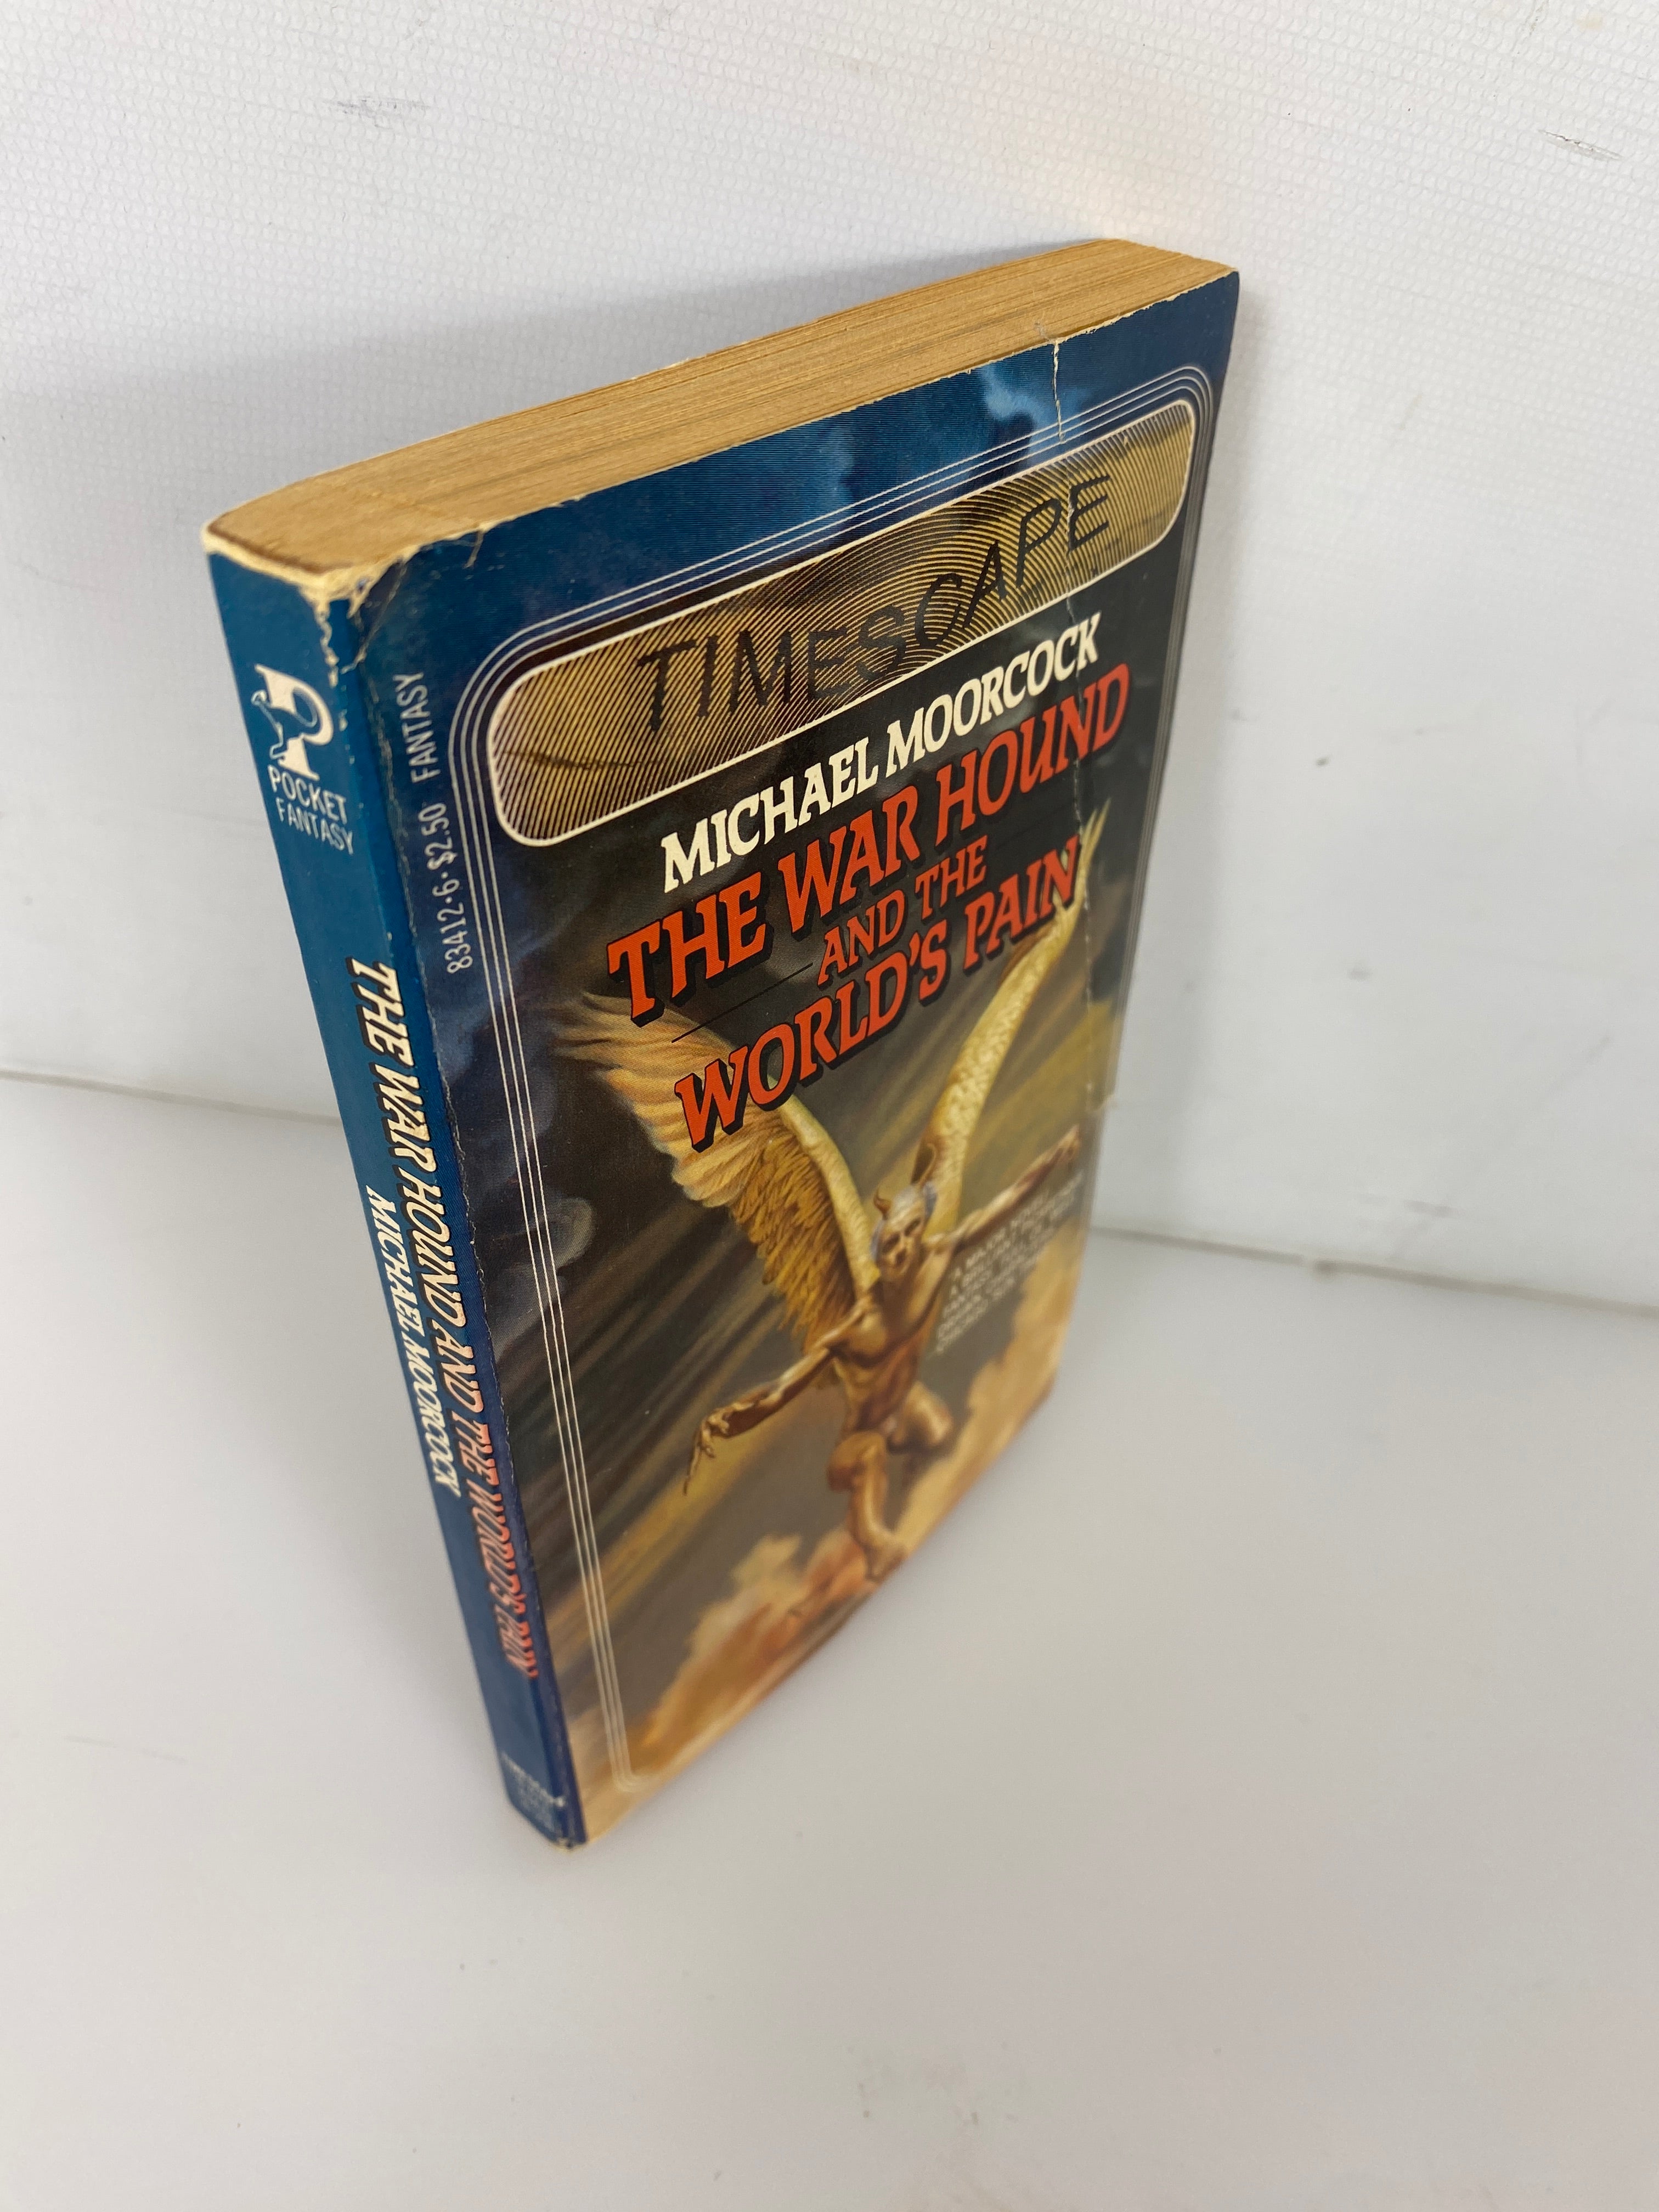 TIMESCAPE
MICHAEL MOORCOCK
THE WAR HOUND
AND THE
WORLD'S PAIN
83412-6•$2.50 FANTASY
POCKET
FANTASY
THE WAR HOUND AND THE WORLD'S PAIN
MICHAEL MOORCOCK